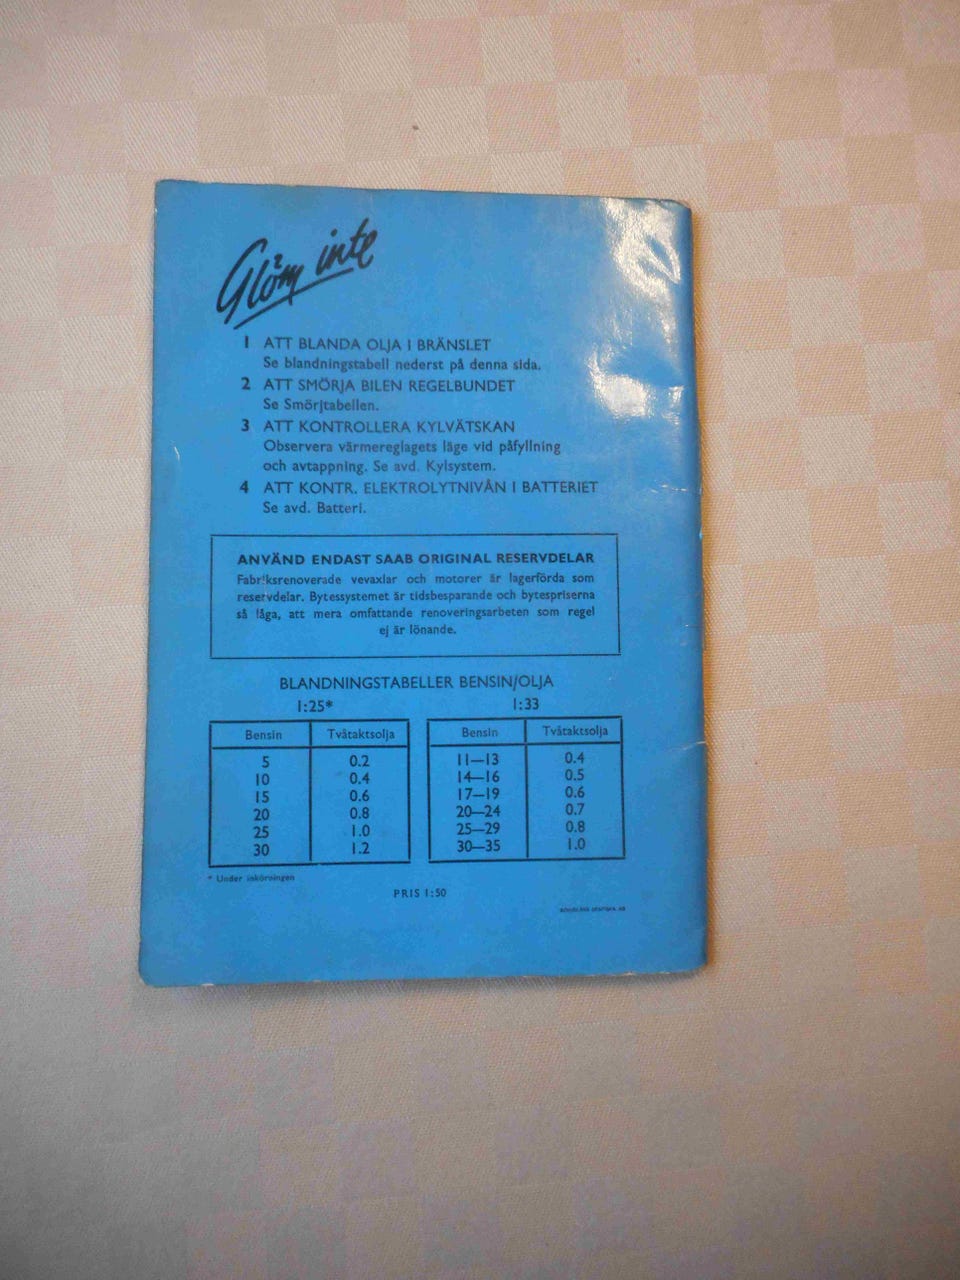 Glöm inte
1 ATT BLANDA OLJA I BRÄNSLET
Se blandningstabell nederst på denna sida.
2 ATT SMÖRJA BILEN REGELBUNDET
Se Smörjtabellen.
3 ATT KONTROLLERA KYLVÄTSKAN
Observera värmereglagets läge vid påfyllning
och avtappning. Se avd. Kylsystem.
4 ATT KONTR. ELEKTROLYTNIVÅN I BATTERIET
Se avd. Batteri.
ANVÄND ENDAST SAAB ORIGINAL RESERVDELAR
Fabriksrenoverade vevaxlar och motorer är lagerförda som
reservdelar. Bytessystemet är tidsbesparande och bytespriserna
så låga, att mera omfattande renoveringsarbeten som regel
ej är lönande.
BLANDNINGSTABELLER BENSIN/OLJA
1:25* 1:33
Bensin Tvåtaktsolja Bensin Tvåtaktsolja
5 0.2 11—13 0.4
10 0.4 14—16 0.5
15 0.6 17—19 0.6
20 0.8 20—24 0.7
25 1.0 25—29 0.8
30 1.2 30—35 1.0
* Under inkörningen
PRIS 1:50
GRAFISKA AB